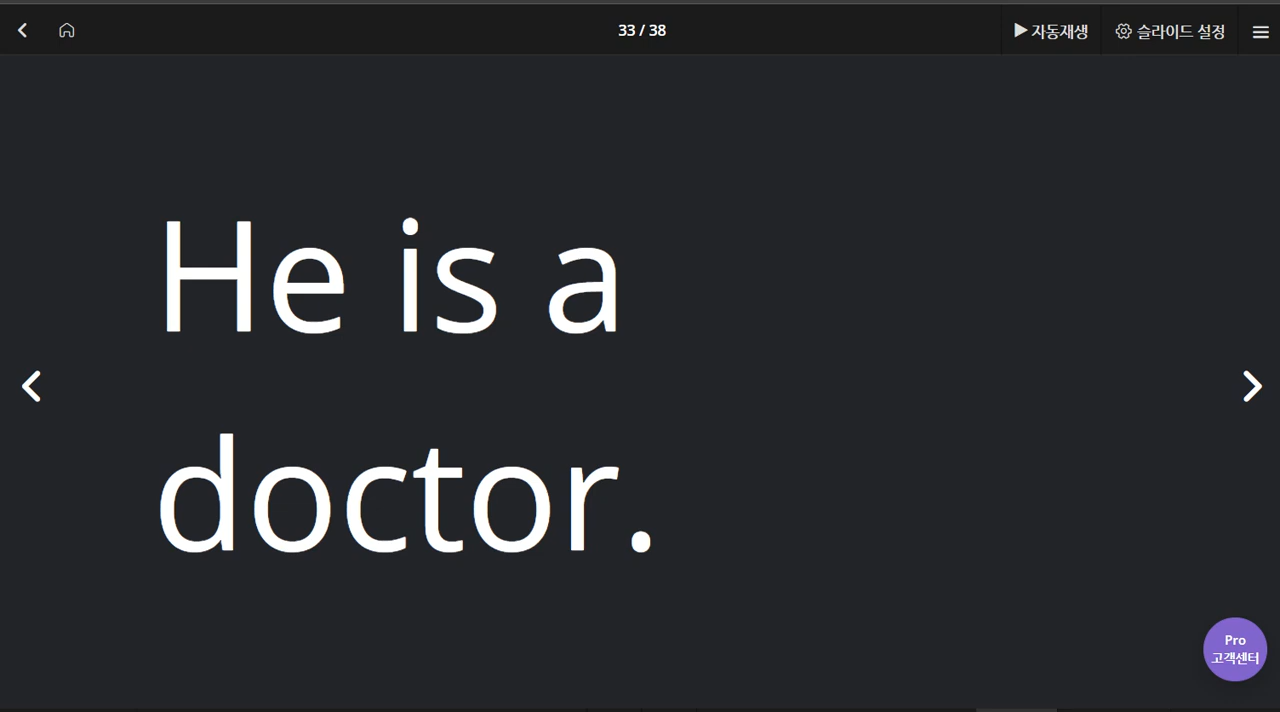 33 / 38
▶ 자동재생
슬라이드 설정
He is a
doctor.
Pro
고객센터